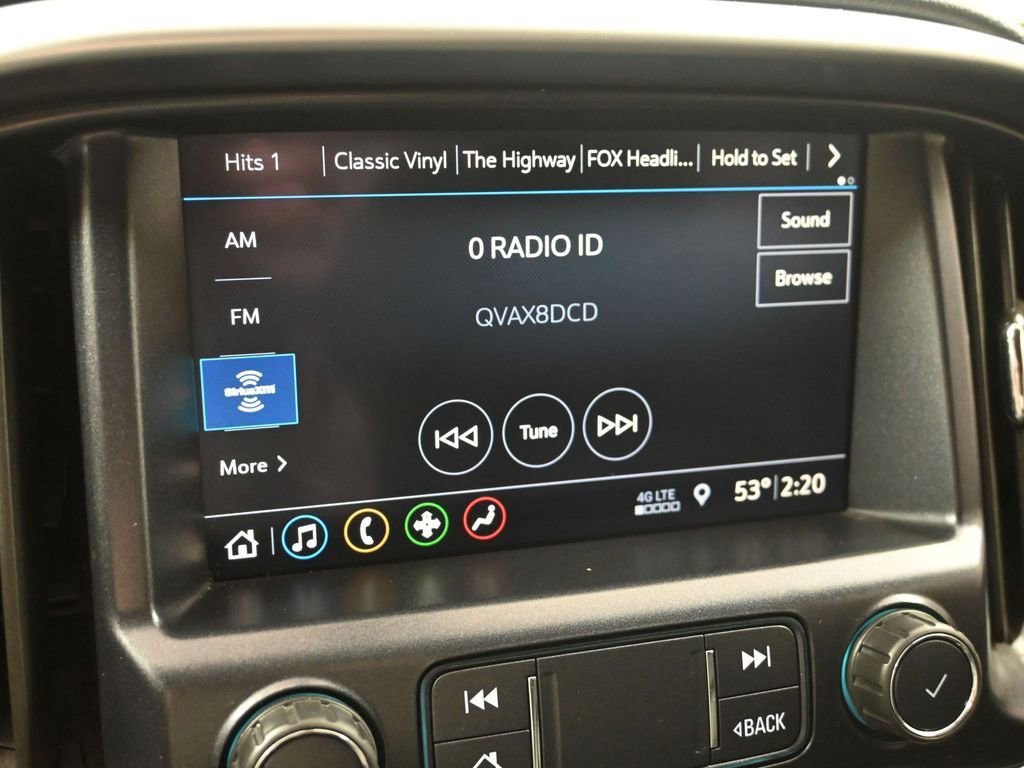 Hits 1 | Classic Vinyl | The Highway | FOX Headli... | Hold to Set |
Sound
AM
0 RADIO ID
Browse
FM
QVAX8DCD
SiriusXM
Tune
More
4G LTE
53° | 2:20
BACK